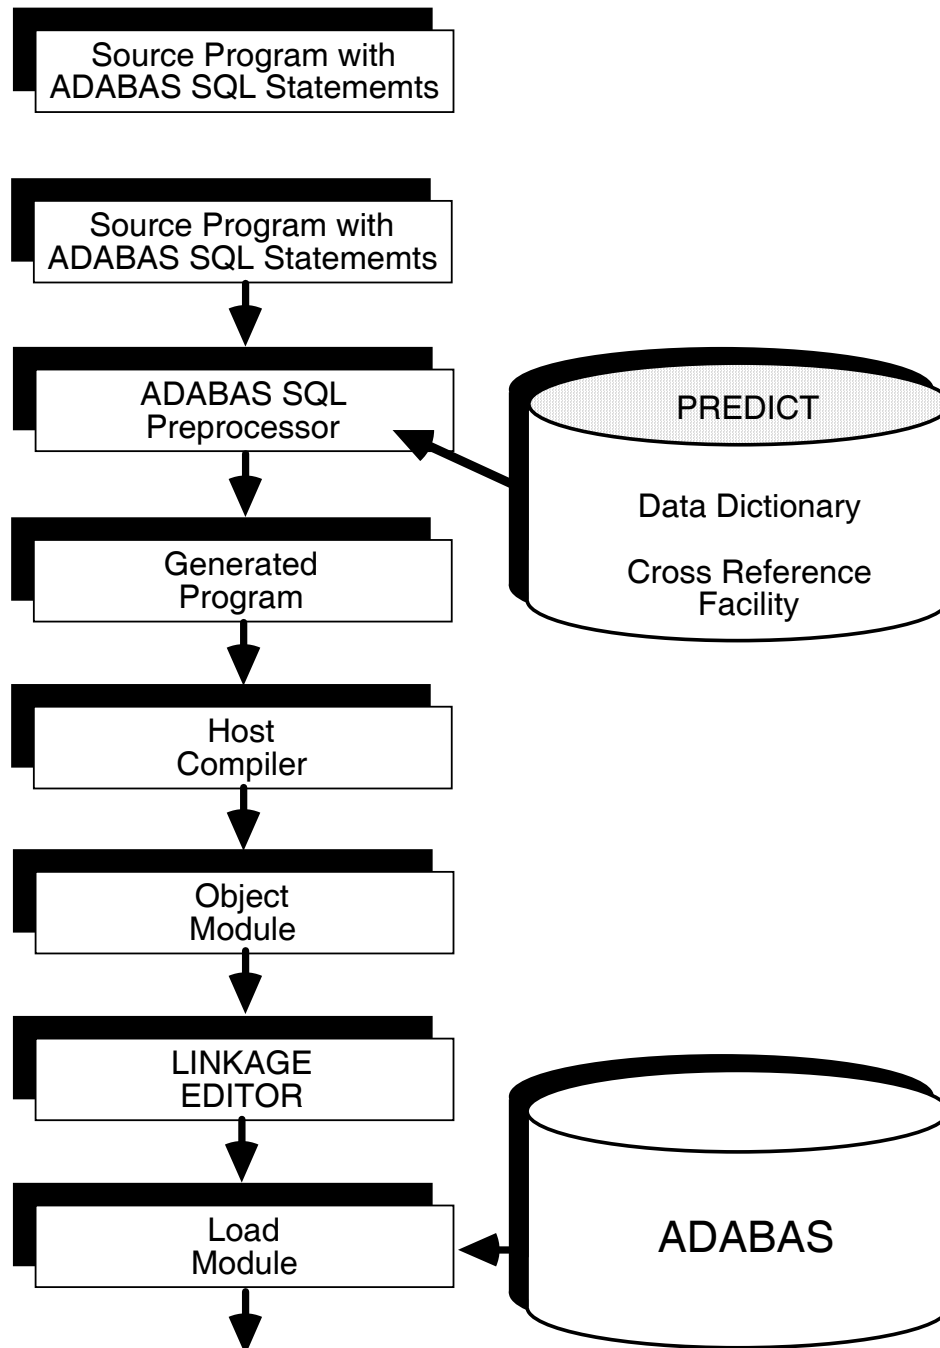 Source Program with
ADABAS SQL Statememts
Source Program with
ADABAS SQL Statememts
ADABAS SQL
Preprocessor
PREDICT
Data Dictionary
Cross Reference
Facility
Generated
Program
Host
Compiler
Object
Module
LINKAGE
EDITOR
Load
Module
ADABAS